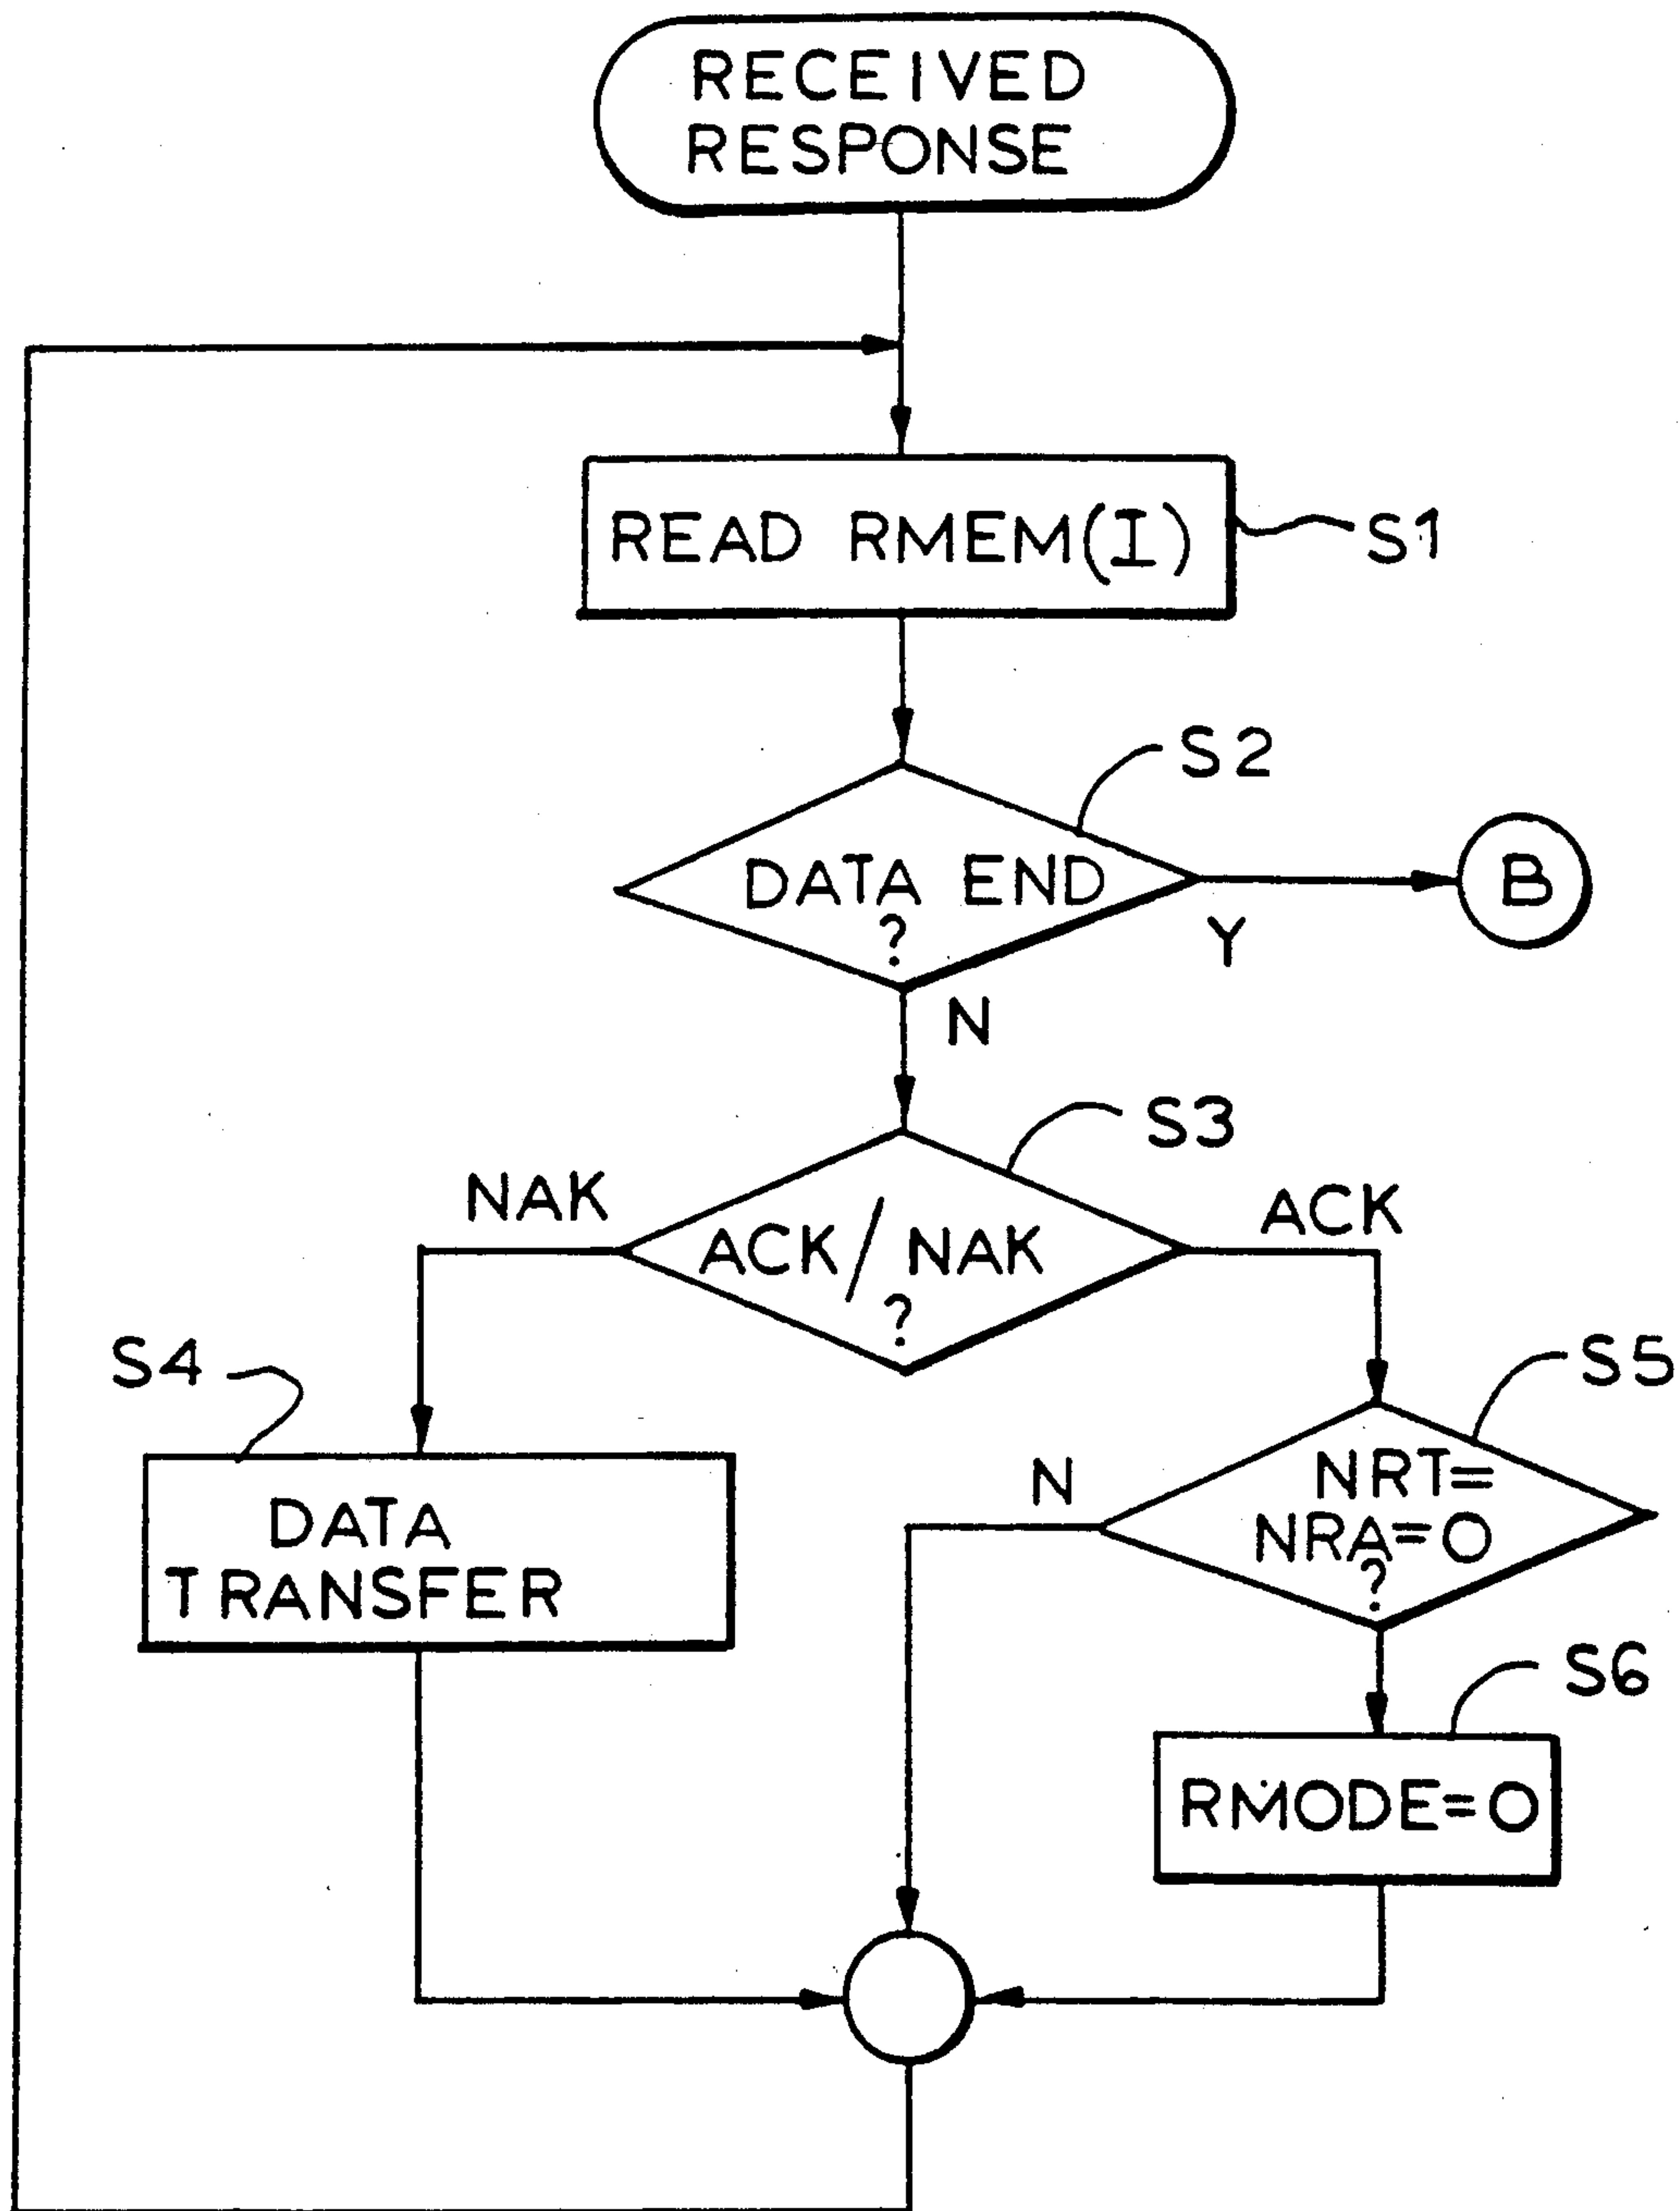 RECEIVED
RESPONSE
READ RMEM(I)
S1
S2
DATA END
?
Y
B
N
S3
NAK
ACK
ACK/NAK
?
S4
S5
DATA
TRANSFER
N
NRT=
NRA=0
?
S6
RMODE=0